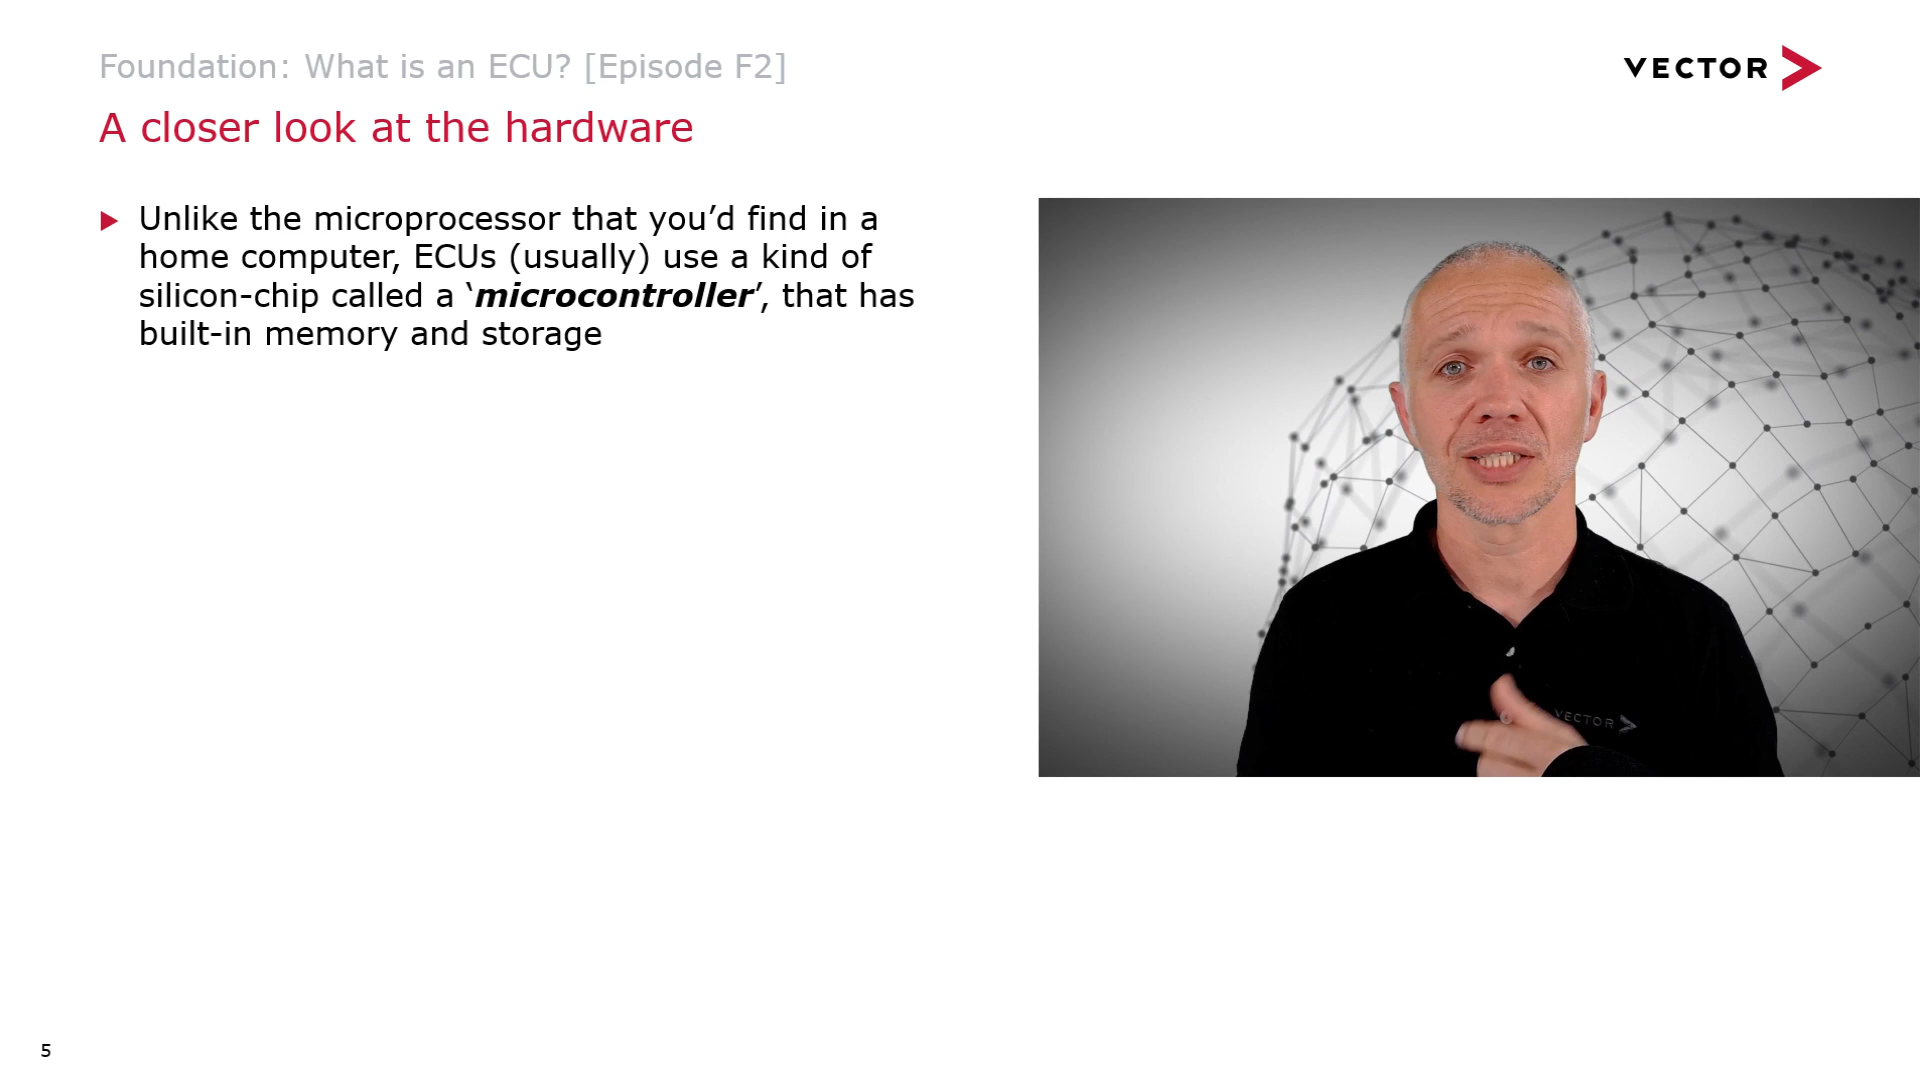 Foundation: What is an ECU? [Episode F2]
VECTOR
A closer look at the hardware
Unlike the microprocessor that you’d find in a
home computer, ECUs (usually) use a kind of
silicon-chip called a ‘microcontroller’, that has
built-in memory and storage
VECTOR
5